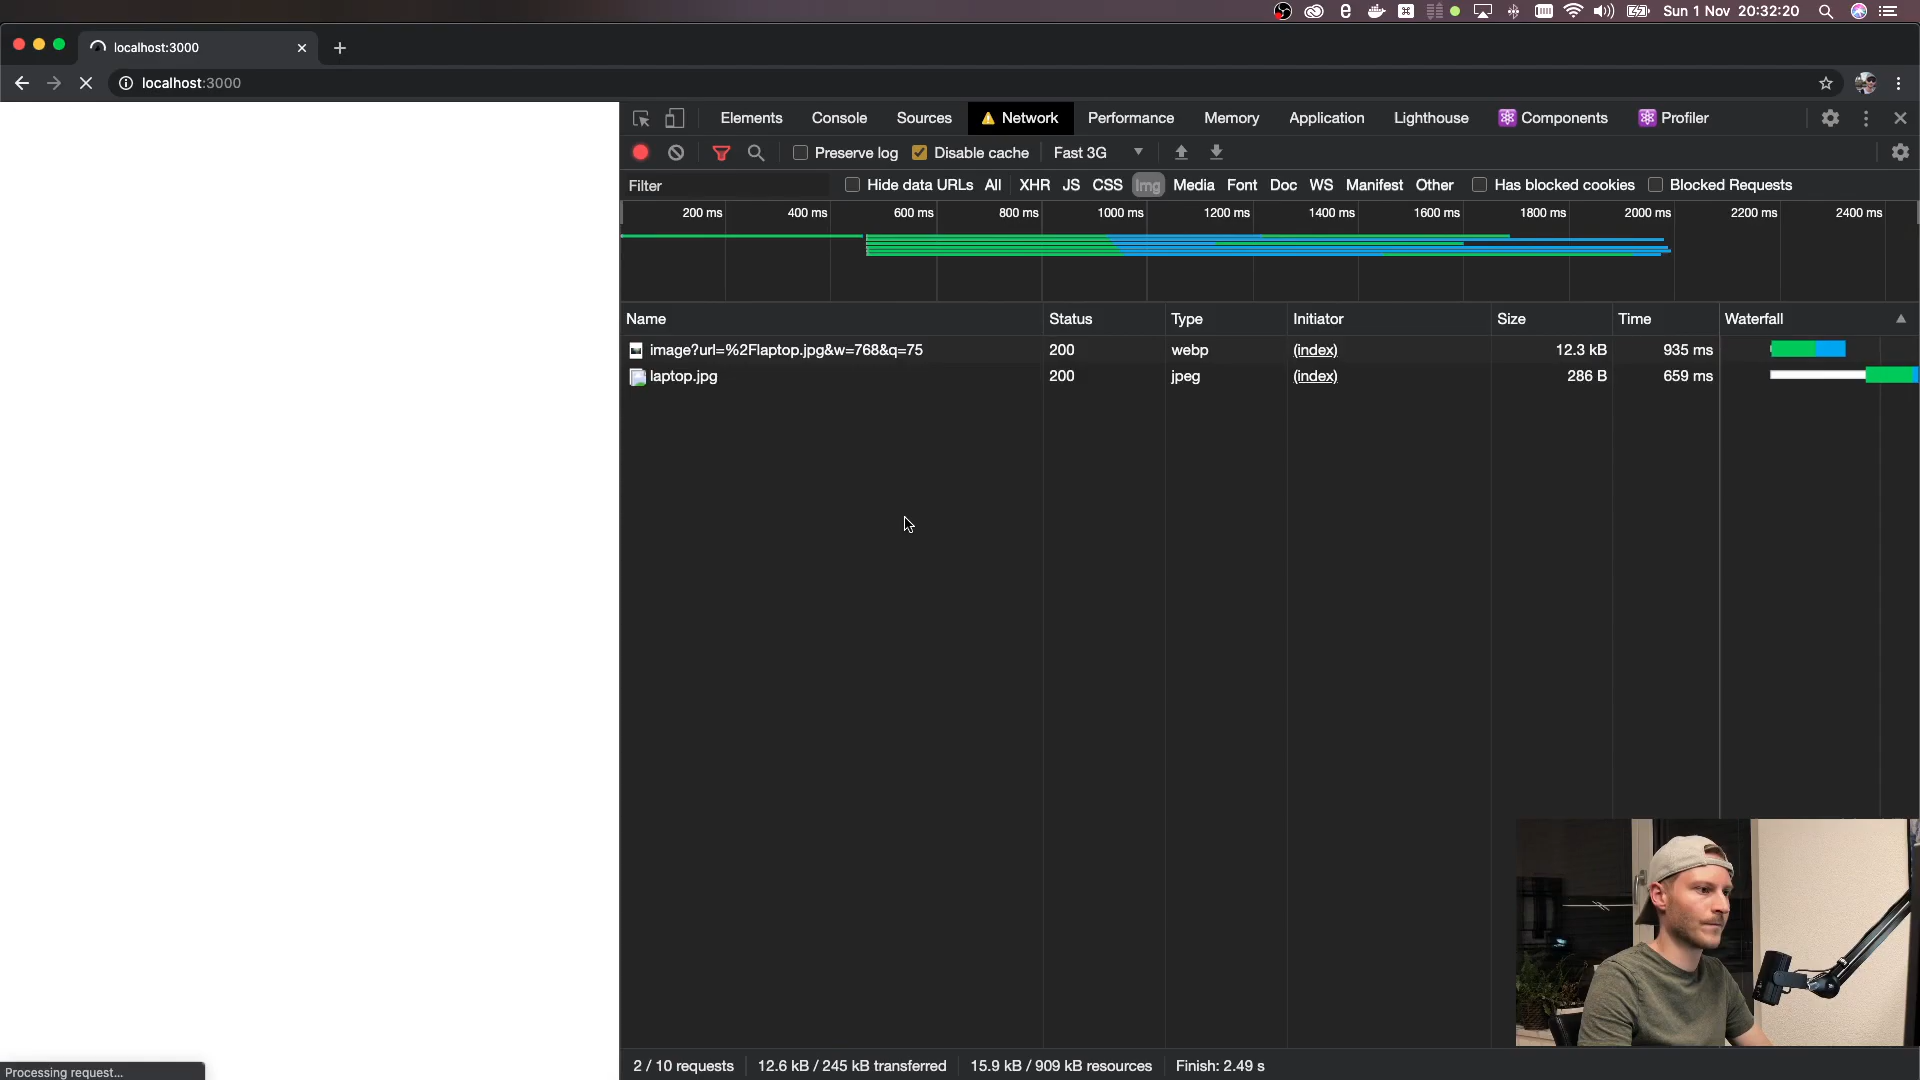 Sun 1 Nov 20:32:20
localhost:3000
localhost:3000
Elements Console Sources Network Performance Memory Application Lighthouse Components Profiler
Preserve log Disable cache Fast 3G
Filter Hide data URLs All XHR JS CSS Img Media Font Doc WS Manifest Other Has blocked cookies Blocked Requests
200 ms 400 ms 600 ms 800 ms 1000 ms 1200 ms 1400 ms 1600 ms 1800 ms 2000 ms 2200 ms 2400 ms
Name Status Type Initiator Size Time Waterfall
image?url=%2Flaptop.jpg&w=768&q=75 200 webp (index) 12.3 kB 935 ms
laptop.jpg 200 jpeg (index) 286 B 659 ms
2 / 10 requests 12.6 kB / 245 kB transferred 15.9 kB / 909 kB resources Finish: 2.49 s
Processing request...